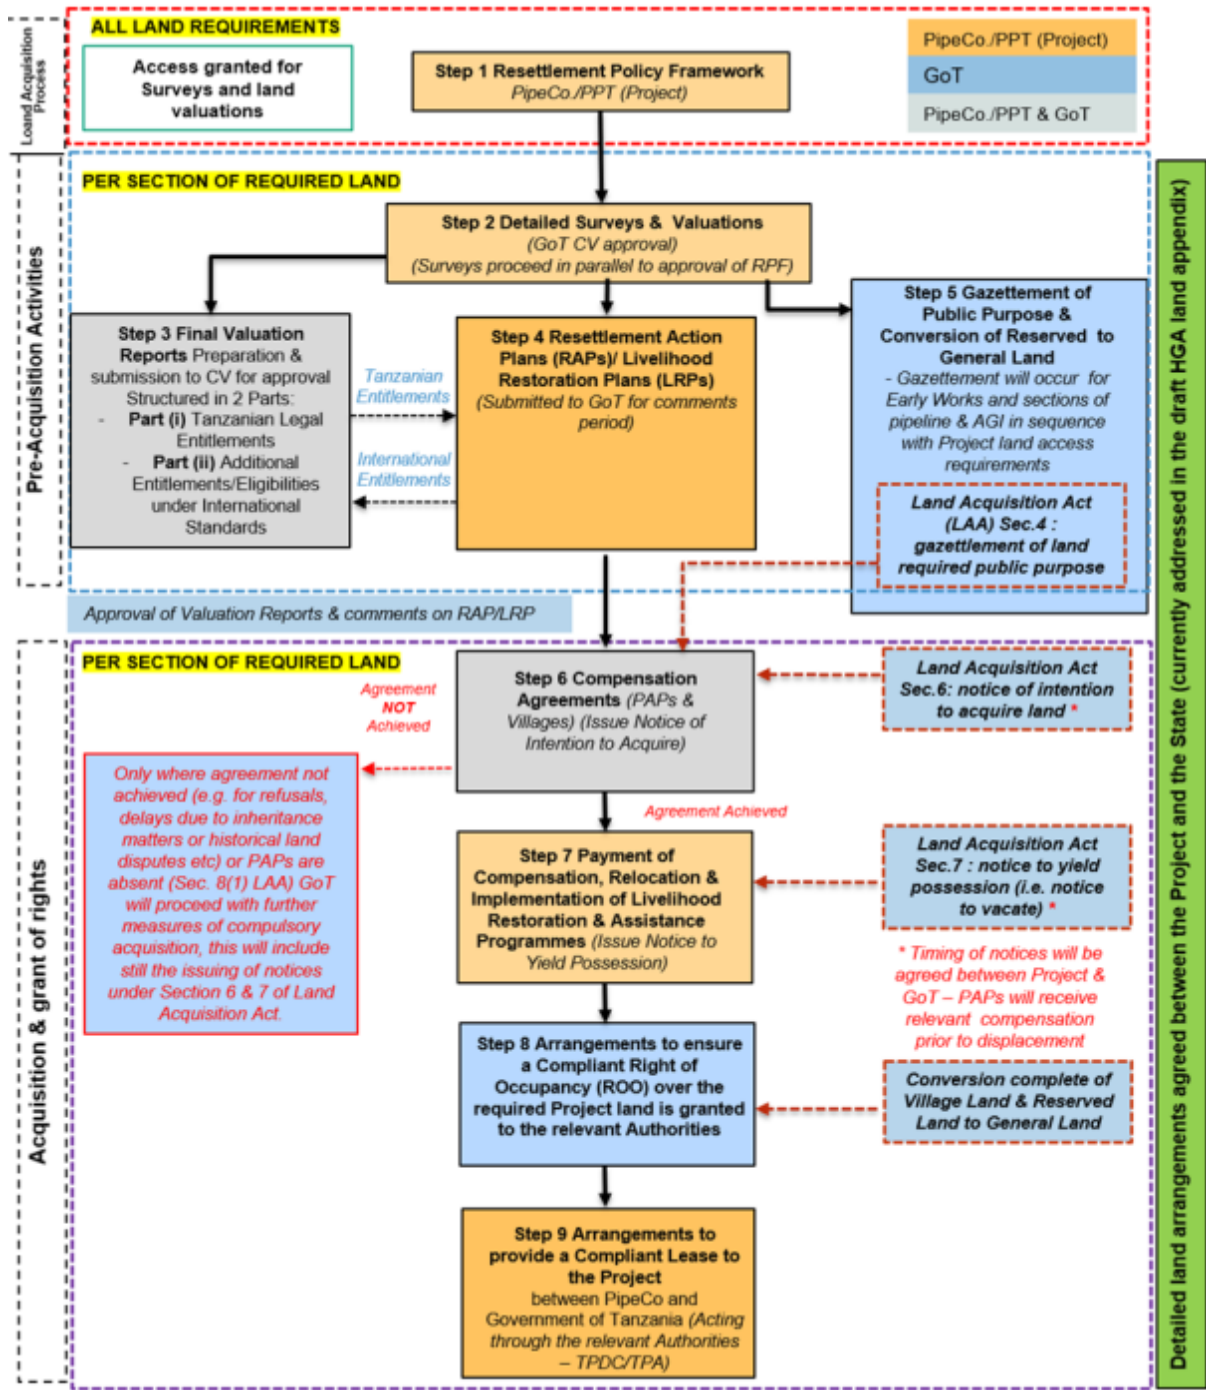 Loand Acquisition
Process
ALL LAND REQUIREMENTS
Access granted for
Surveys and land
valuations
Step 1 Resettlement Policy Framework
PipeCo./PPT (Project)
PipeCo./PPT (Project)
GoT
PipeCo./PPT & GoT
Pre-Acquisition Activities
PER SECTION OF REQUIRED LAND
Step 2 Detailed Surveys & Valuations
(GoT CV approval)
(Surveys proceed in parallel to approval of RPF)
Step 3 Final Valuation
Reports Preparation &
submission to CV for approval
Structured in 2 Parts:
- Part (i) Tanzanian Legal
Entitlements
- Part (ii) Additional
Entitlements/Eligibilities
under International
Standards
Tanzanian
Entitlements
International
Entitlements
Step 4 Resettlement Action
Plans (RAPs)/ Livelihood
Restoration Plans (LRPs)
(Submitted to GoT for comments
period)
Step 5 Gazettement of
Public Purpose &
Conversion of Reserved to
General Land
- Gazettement will occur for
Early Works and sections of
pipeline & AGI in sequence
with Project land access
requirements
Land Acquisition Act
(LAA) Sec.4 :
gazettlement of land
required public purpose
Approval of Valuation Reports & comments on RAP/LRP
Acquisition & grant of rights
PER SECTION OF REQUIRED LAND
Agreement
NOT
Achieved
Step 6 Compensation
Agreements (PAPs &
Villages) (Issue Notice of
Intention to Acquire)
Land Acquisition Act
Sec.6: notice of intention
to acquire land *
Only where agreement not
achieved (e.g. for refusals,
delays due to inheritance
matters or historical land
disputes etc) or PAPs are
absent (Sec. 8(1) LAA) GoT
will proceed with further
measures of compulsory
acquisition, this will include
still the issuing of notices
under Section 6 & 7 of Land
Acquisition Act.
Agreement Achieved
Step 7 Payment of
Compensation, Relocation &
Implementation of Livelihood
Restoration & Assistance
Programmes (Issue Notice to
Yield Possession)
Land Acquisition Act
Sec.7 : notice to yield
possession (i.e. notice
to vacate) *
* Timing of notices will be
agreed between Project &
GoT – PAPs will receive
relevant compensation
prior to displacement
Step 8 Arrangements to ensure
a Compliant Right of
Occupancy (ROO) over the
required Project land is granted
to the relevant Authorities
Conversion complete of
Village Land & Reserved
Land to General Land
Step 9 Arrangements to
provide a Compliant Lease to
the Project
between PipeCo and
Government of Tanzania (Acting
through the relevant Authorities
– TPDC/TPA)
Detailed land arrangements agreed between the Project and the State (currently addressed in the draft HGA land appendix)